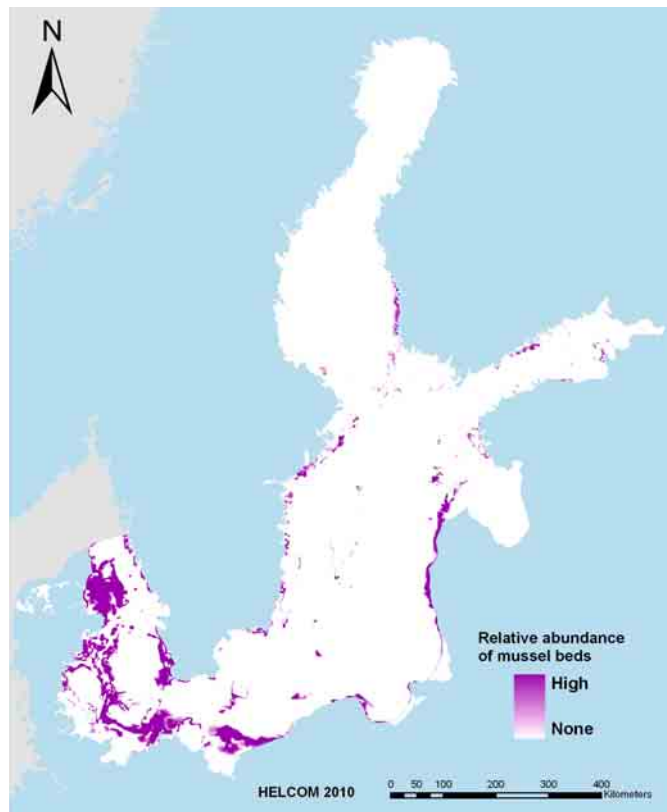 N
Relative abundance
of mussel beds
High
None
HELCOM 2010
0 50 100 200 300 400
Kilometers